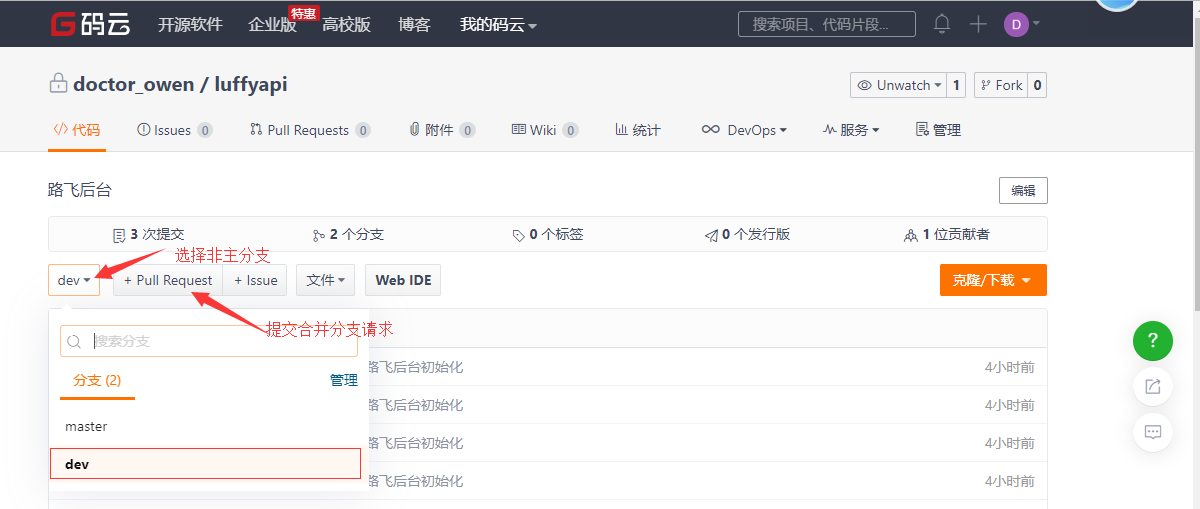 码云 开源软件 企业版 特惠 高校版 博客 我的码云 搜索项目、代码片段... D
doctor_owen / luffyapi Unwatch 1 Fork 0
代码 Issues 0 Pull Requests 0 附件 0 Wiki 0 统计 DevOps 服务 管理
路飞后台 编辑
3 次提交 2 个分支 0 个标签 0 个发行版 1 位贡献者
选择非主分支
dev + Pull Request + Issue 文件 Web IDE 克隆/下载
提交合并分支请求
搜索分支 ?
路飞后台初始化 4小时前
分支 (2) 管理
路飞后台初始化 4小时前
master
路飞后台初始化 4小时前
dev
路飞后台初始化 4小时前